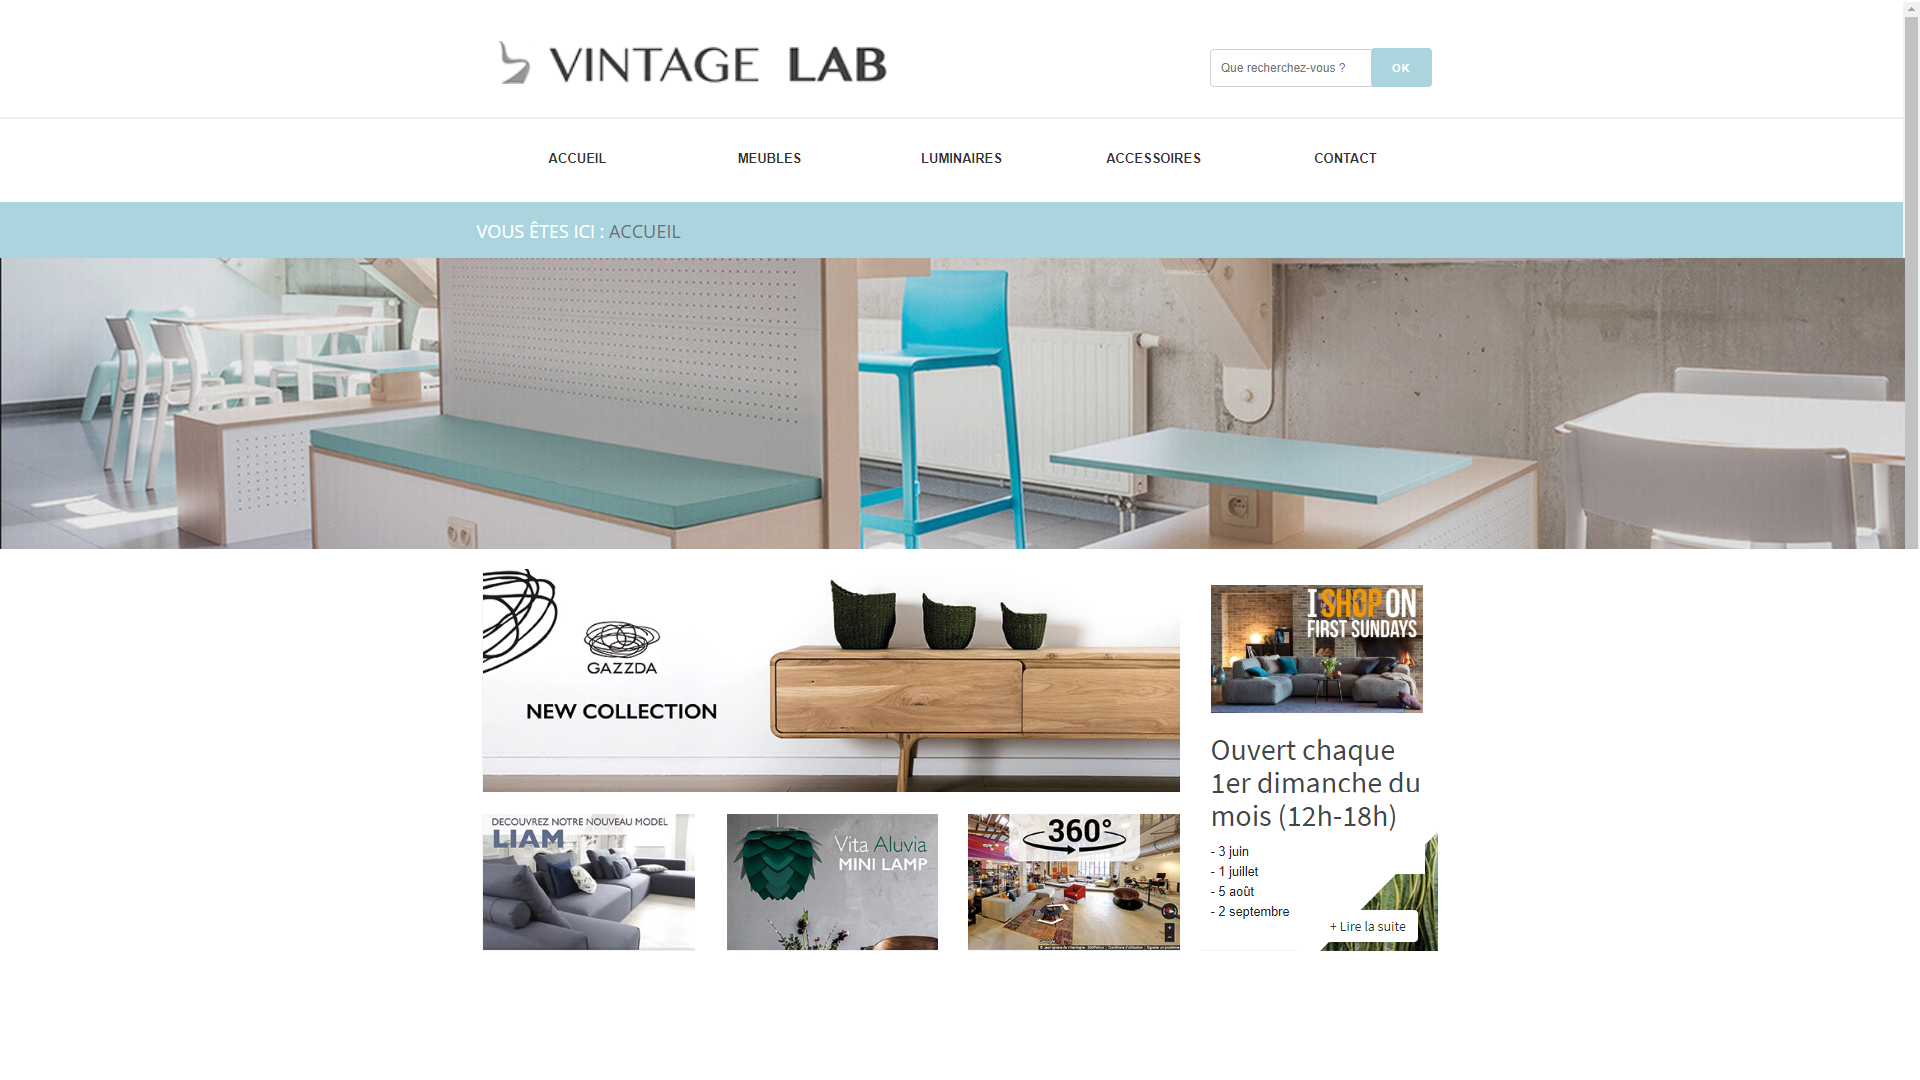 VINTAGE LAB
Que recherchez-vous ?
OK
ACCUEIL
MEUBLES
LUMINAIRES
ACCESSOIRES
CONTACT
VOUS ÊTES ICI : ACCUEIL
GAZZDA
NEW COLLECTION
I SHOP ON
FIRST SUNDAYS
Ouvert chaque
1er dimanche du
mois (12h-18h)
- 3 juin
- 1 juillet
- 5 août
- 2 septembre
+ Lire la suite
DECOUVREZ NOTRE NOUVEAU MODEL
LIAM
Vita Aluvia
MINI LAMP
360°